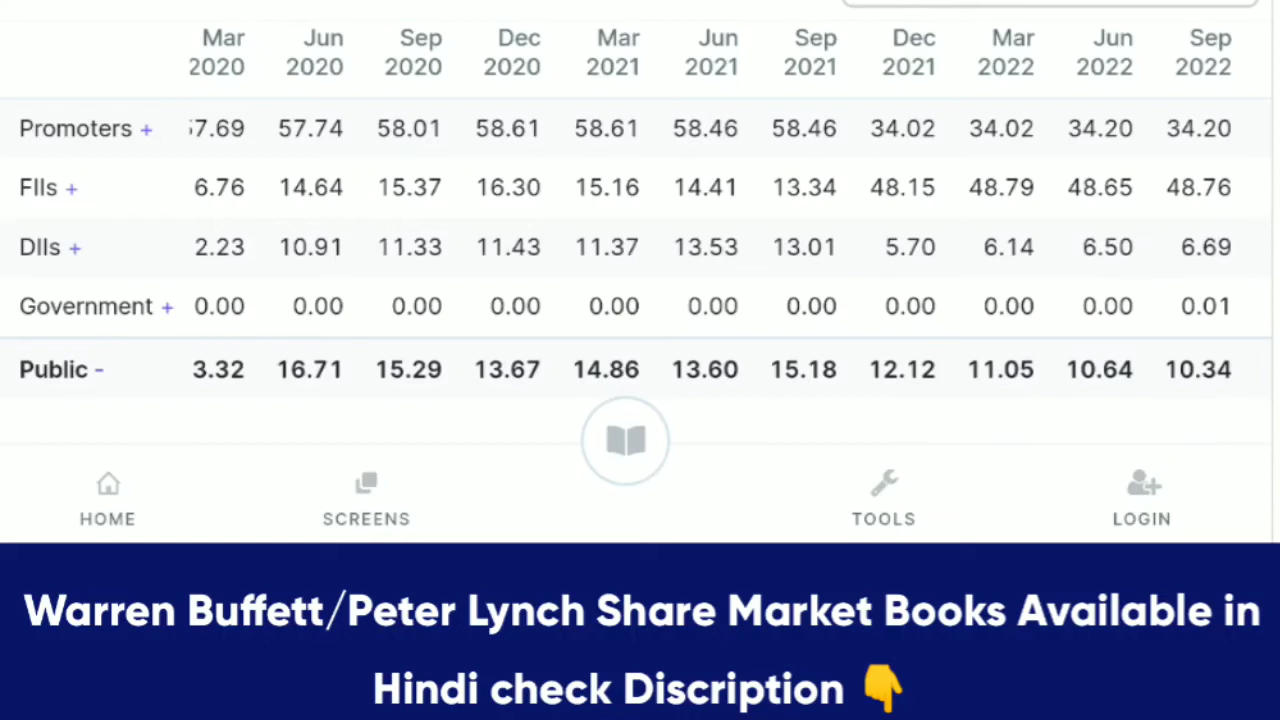 Mar Jun Sep Dec Mar Jun Sep Dec Mar Jun Sep
2020 2020 2020 2020 2021 2021 2021 2021 2022 2022 2022
Promoters + 7.69 57.74 58.01 58.61 58.61 58.46 58.46 34.02 34.02 34.20 34.20
FIIs + 6.76 14.64 15.37 16.30 15.16 14.41 13.34 48.15 48.79 48.65 48.76
DIIs + 2.23 10.91 11.33 11.43 11.37 13.53 13.01 5.70 6.14 6.50 6.69
Government + 0.00 0.00 0.00 0.00 0.00 0.00 0.00 0.00 0.00 0.00 0.01
Public - 3.32 16.71 15.29 13.67 14.86 13.60 15.18 12.12 11.05 10.64 10.34
HOME SCREENS TOOLS LOGIN
Warren Buffett/Peter Lynch Share Market Books Available in
Hindi check Discription 👇